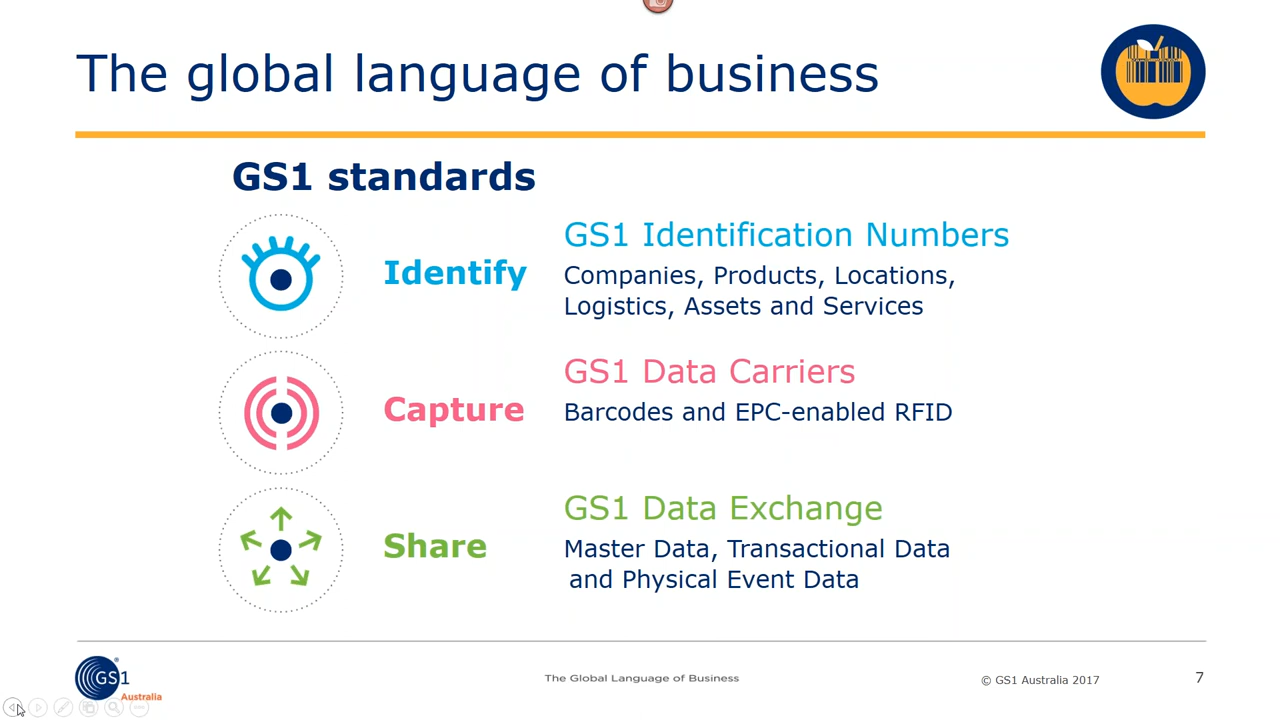 The global language of business
GS1 standards
Identify
GS1 Identification Numbers
Companies, Products, Locations,
Logistics, Assets and Services
Capture
GS1 Data Carriers
Barcodes and EPC-enabled RFID
Share
GS1 Data Exchange
Master Data, Transactional Data
and Physical Event Data
GS1
®
Australia
The Global Language of Business
© GS1 Australia 2017
7